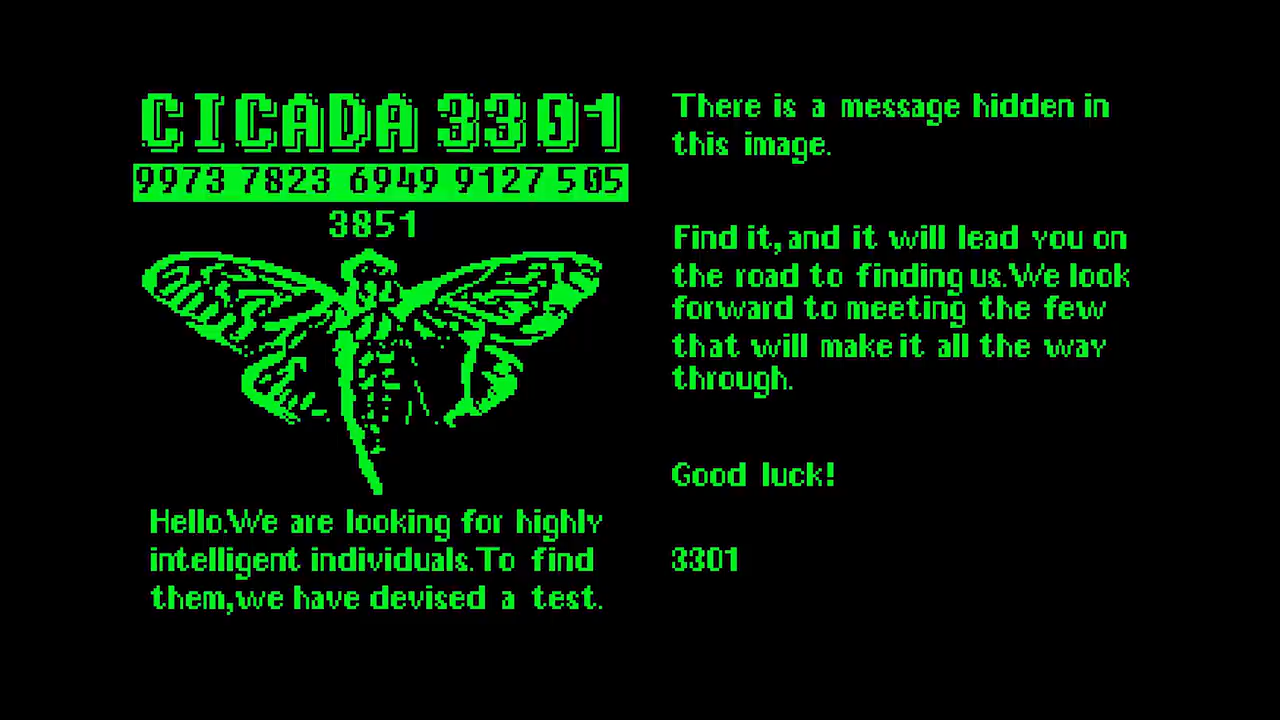 CICADA 3301
9973 7823 6949 9127 505
3851
Hello.We are looking for highly
intelligent individuals.To find
them,we have devised a test.
There is a message hidden in
this image.
Find it,and it will lead you on
the road to finding us.We look
forward to meeting the few
that will make it all the way
through.
Good luck!
3301